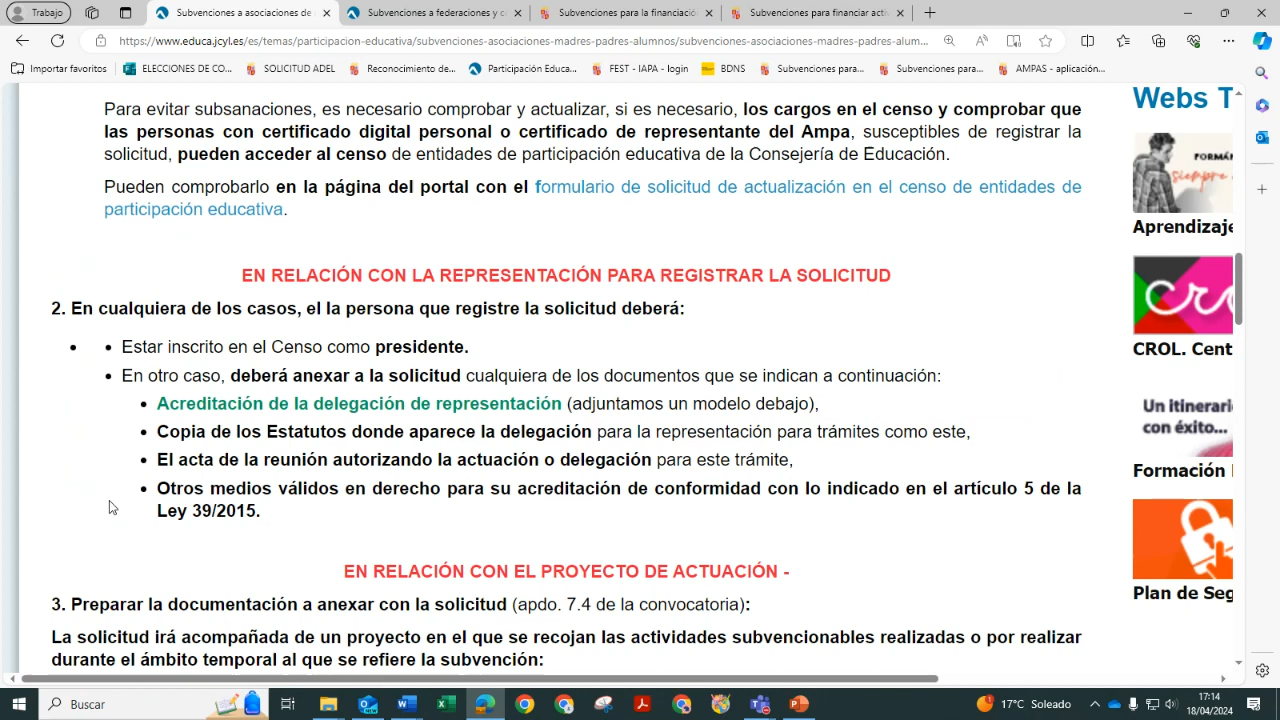 Trabajo
Subvenciones a asociaciones de
Subvenciones a federaciones y c
Subvenciones para la financiació
Subvenciones para financiar acti
https://www.educa.jcyl.es/es/temas/participacion-educativa/subvenciones-asociaciones-madres-padres-alumnos/subvenciones-asociaciones-madres-padres-alum...
Importar favoritos
ELECCIONES DE CO...
SOLICITUD ADEL
Reconocimiento de...
Participación Educa...
FEST - IAPA - login
BDNS
Subvenciones para...
Subvenciones para...
AMPAS - aplicación...
Para evitar subsanaciones, es necesario comprobar y actualizar, si es necesario, los cargos en el censo y comprobar que
las personas con certificado digital personal o certificado de representante del Ampa, susceptibles de registrar la
solicitud, pueden acceder al censo de entidades de participación educativa de la Consejería de Educación.
Pueden comprobarlo en la página del portal con el formulario de solicitud de actualización en el censo de entidades de
participación educativa.
EN RELACIÓN CON LA REPRESENTACIÓN PARA REGISTRAR LA SOLICITUD
2. En cualquiera de los casos, el la persona que registre la solicitud deberá:
• • Estar inscrito en el Censo como presidente.
• En otro caso, deberá anexar a la solicitud cualquiera de los documentos que se indican a continuación:
• Acreditación de la delegación de representación (adjuntamos un modelo debajo),
• Copia de los Estatutos donde aparece la delegación para la representación para trámites como este,
• El acta de la reunión autorizando la actuación o delegación para este trámite,
• Otros medios válidos en derecho para su acreditación de conformidad con lo indicado en el artículo 5 de la
Ley 39/2015.
EN RELACIÓN CON EL PROYECTO DE ACTUACIÓN -
3. Preparar la documentación a anexar con la solicitud (apdo. 7.4 de la convocatoria):
La solicitud irá acompañada de un proyecto en el que se recojan las actividades subvencionables realizadas o por realizar
durante el ámbito temporal al que se refiere la subvención:
Webs T
FORMÁN
siempre
Aprendizaje
cro
CROL. Cent
Un itinerari
con éxito...
Formación
Plan de Seg
Buscar
17°C Soleado
17:14
18/04/2024